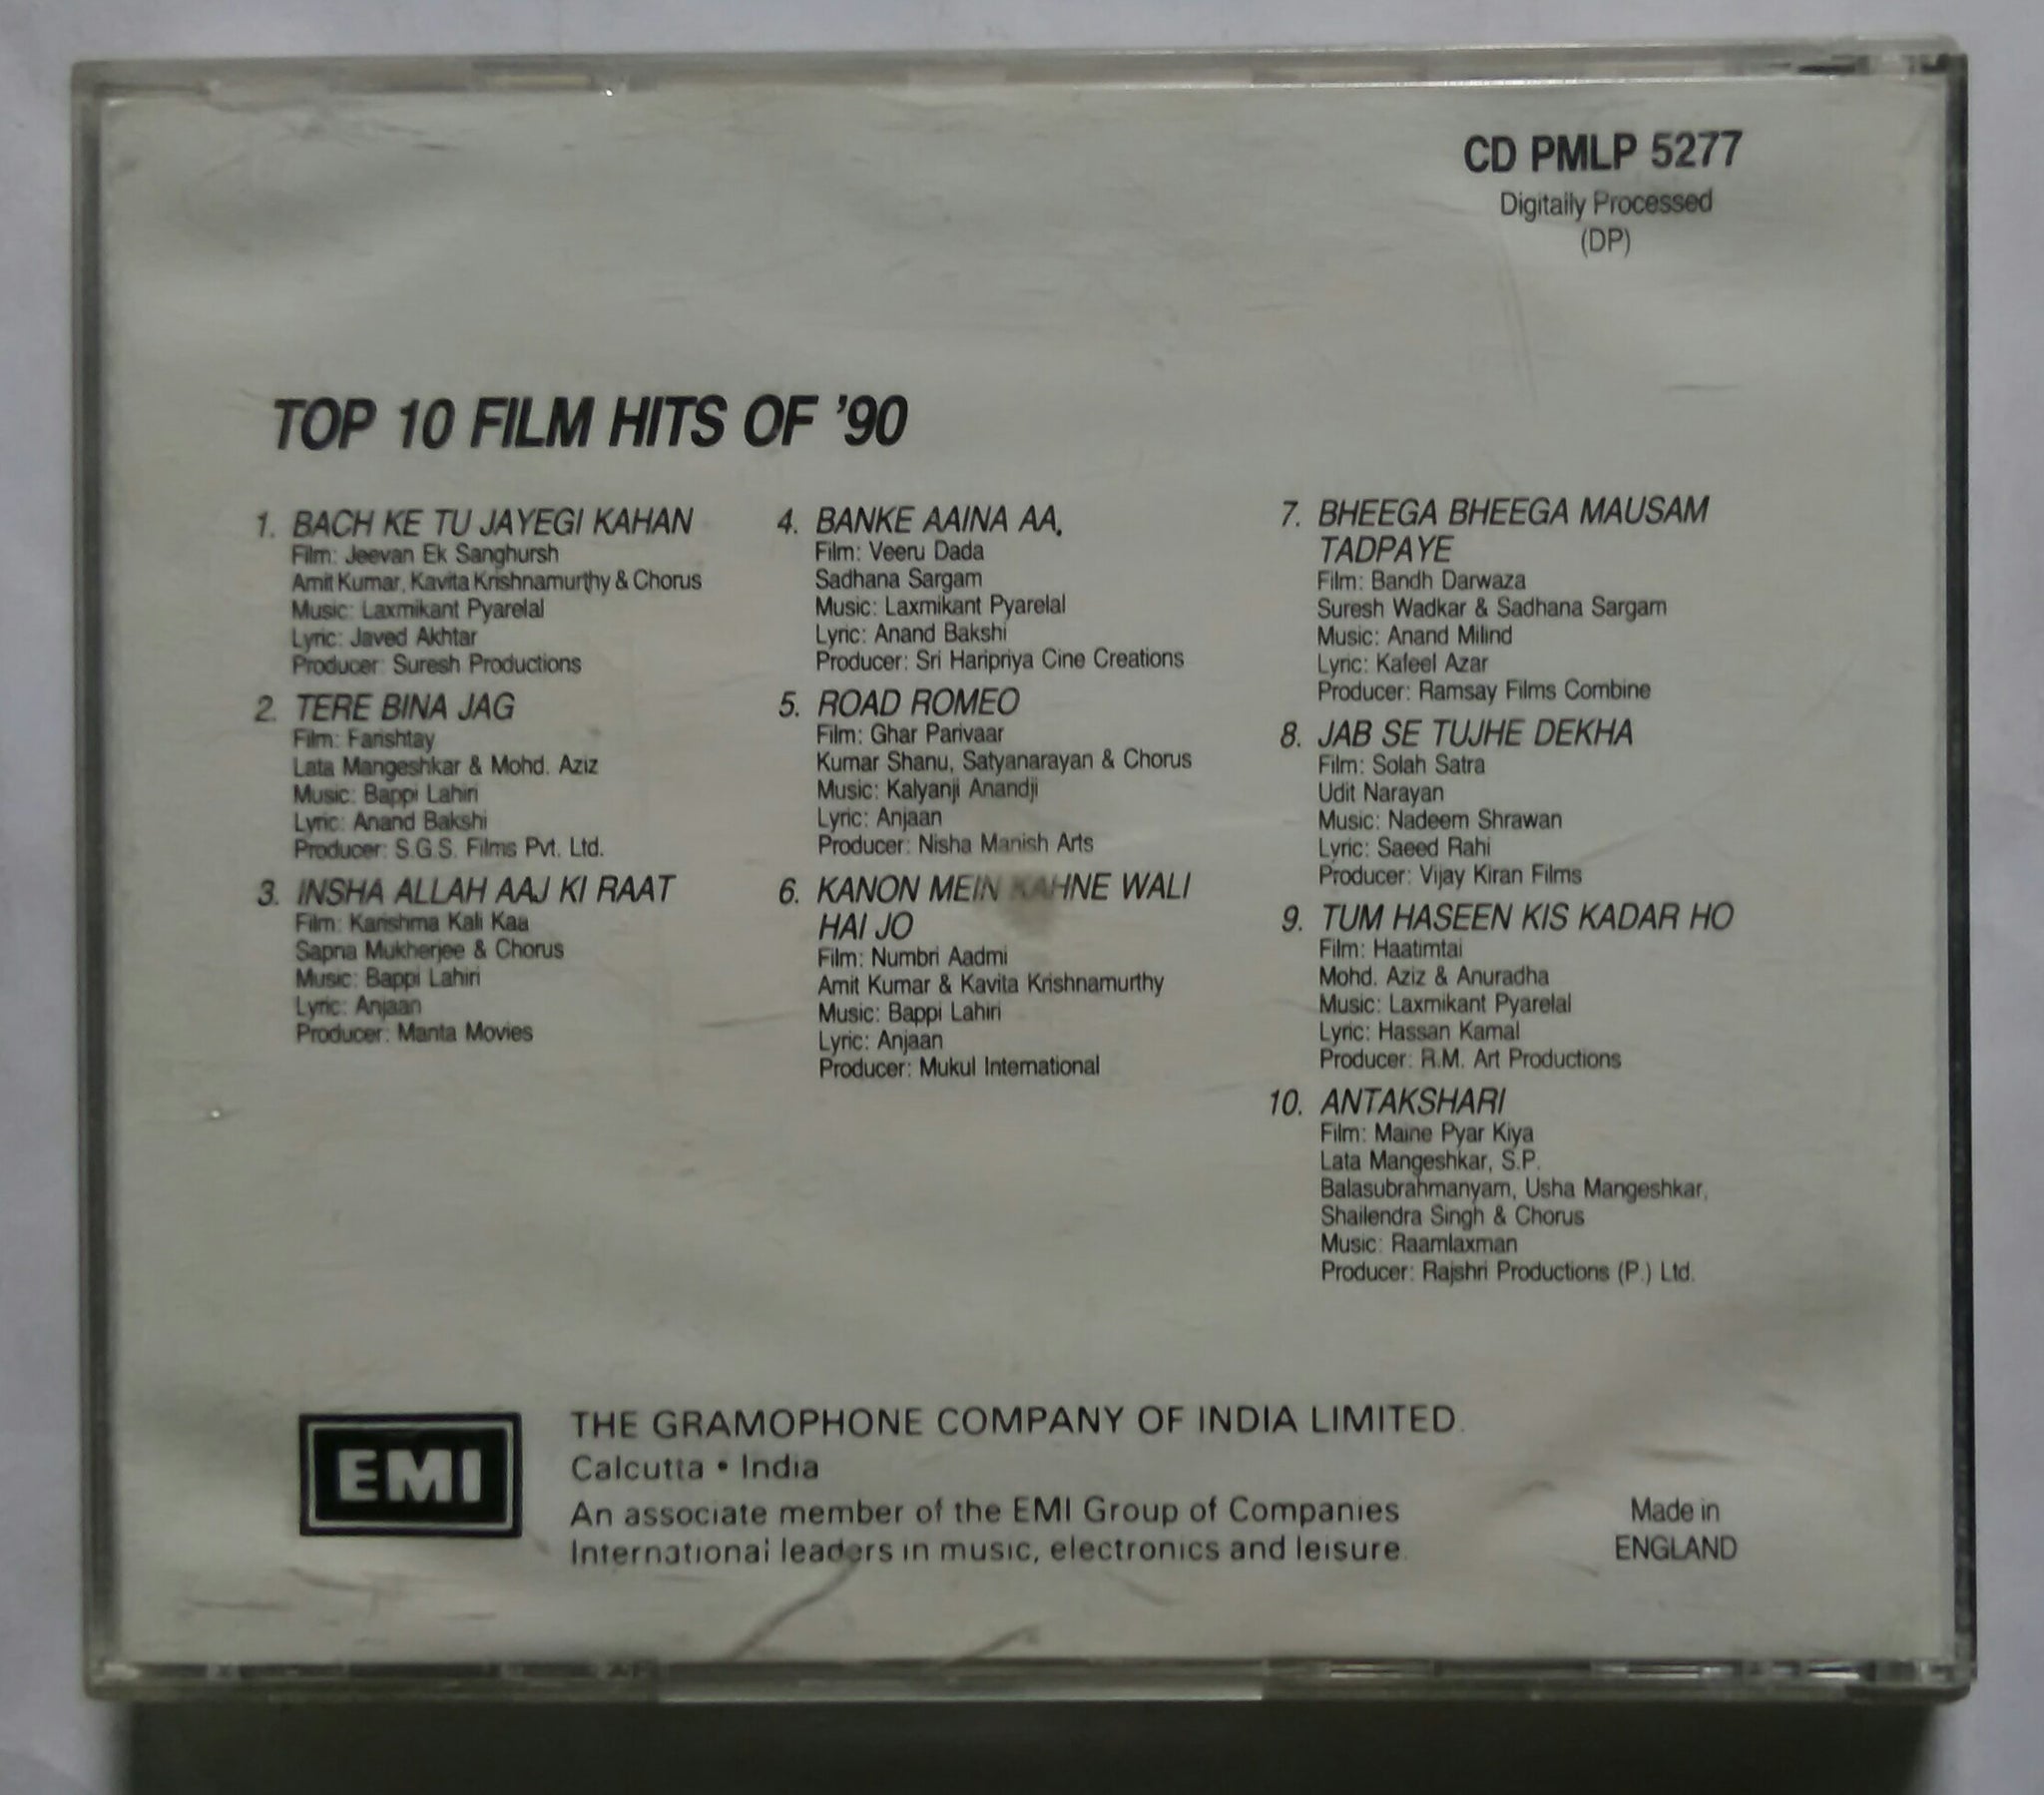 CD PMLP 5277
Digitally Processed
(DP)
TOP 10 FILM HITS OF '90
1. BACH KE TU JAYEGI KAHAN
Film: Jeevan Ek Sanghursh
Amit Kumar, Kavita Krishnamurthy & Chorus
Music: Laxmikant Pyarelal
Lyric: Javed Akhtar
Producer: Suresh Productions
2. TERE BINA JAG
Film: Farishtay
Lata Mangeshkar & Mohd. Aziz
Music: Bappi Lahiri
Lyric: Anand Bakshi
Producer: S.G.S. Films Pvt. Ltd.
3. INSHA ALLAH AAJ KI RAAT
Film: Karishma Kali Kaa
Sapna Mukherjee & Chorus
Music: Bappi Lahiri
Lyric: Anjaan
Producer: Manta Movies
4. BANKE AAINA AA.
Film: Veeru Dada
Sadhana Sargam
Music: Laxmikant Pyarelal
Lyric: Anand Bakshi
Producer: Sri Haripriya Cine Creations
5. ROAD ROMEO
Film: Ghar Parivaar
Kumar Shanu, Satyanarayan & Chorus
Music: Kalyanji Anandji
Lyric: Anjaan
Producer: Nisha Manish Arts
6. KANON MEIN KAHNE WALI
HAI JO
Film: Numbri Aadmi
Amit Kumar & Kavita Krishnamurthy
Music: Bappi Lahiri
Lyric: Anjaan
Producer: Mukul International
7. BHEEGA BHEEGA MAUSAM
TADPAYE
Film: Bandh Darwaza
Suresh Wadkar & Sadhana Sargam
Music: Anand Milind
Lyric: Kafeel Azar
Producer: Ramsay Films Combine
8. JAB SE TUJHE DEKHA
Film: Solah Satra
Udit Narayan
Music: Nadeem Shrawan
Lyric: Saeed Rahi
Producer: Vijay Kiran Films
9. TUM HASEEN KIS KADAR HO
Film: Haatimtai
Mohd. Aziz & Anuradha
Music: Laxmikant Pyarelal
Lyric: Hassan Kamal
Producer: R.M. Art Productions
10. ANTAKSHARI
Film: Maine Pyar Kiya
Lata Mangeshkar, S.P.
Balasubrahmanyam, Usha Mangeshkar,
Shailendra Singh & Chorus
Music: Raamlaxman
Producer: Rajshri Productions (P.) Ltd.
EMI
THE GRAMOPHONE COMPANY OF INDIA LIMITED.
Calcutta • India
An associate member of the EMI Group of Companies
International leaders in music, electronics and leisure.
Made in
ENGLAND